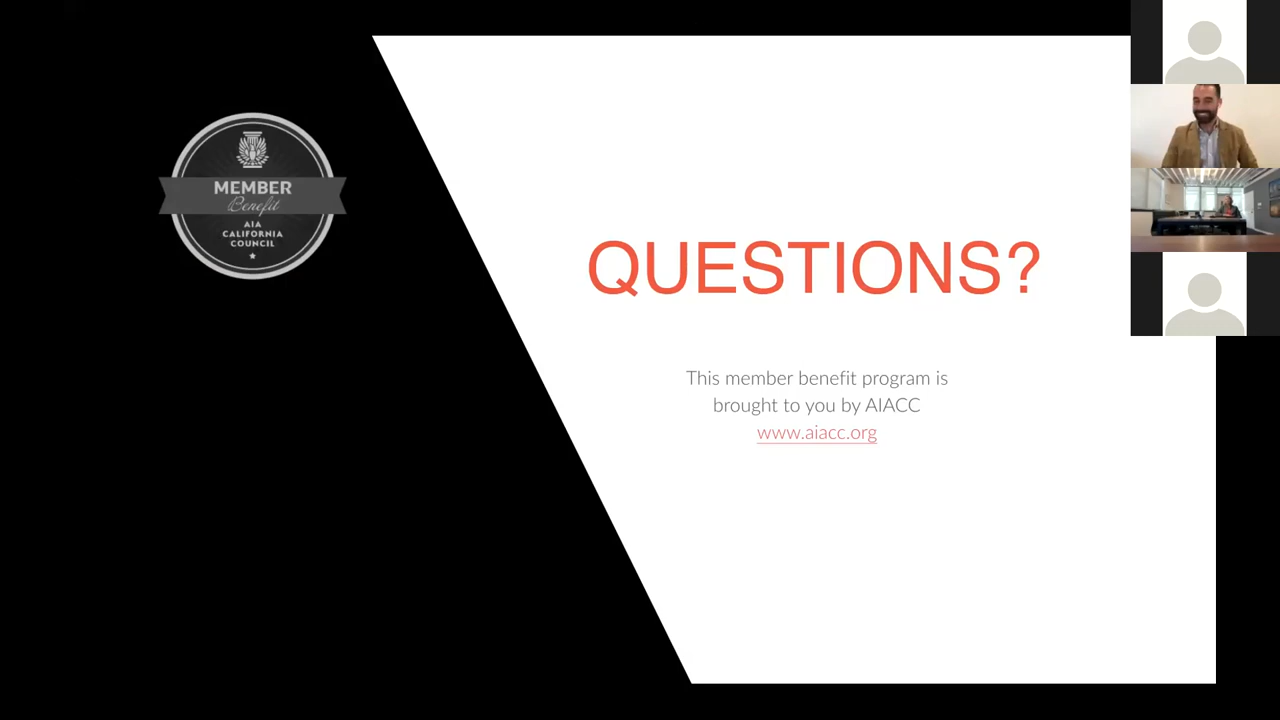 MEMBER
Benefit
AIA
CALIFORNIA
COUNCIL
QUESTIONS?
This member benefit program is
brought to you by AIACC
www.aiacc.org